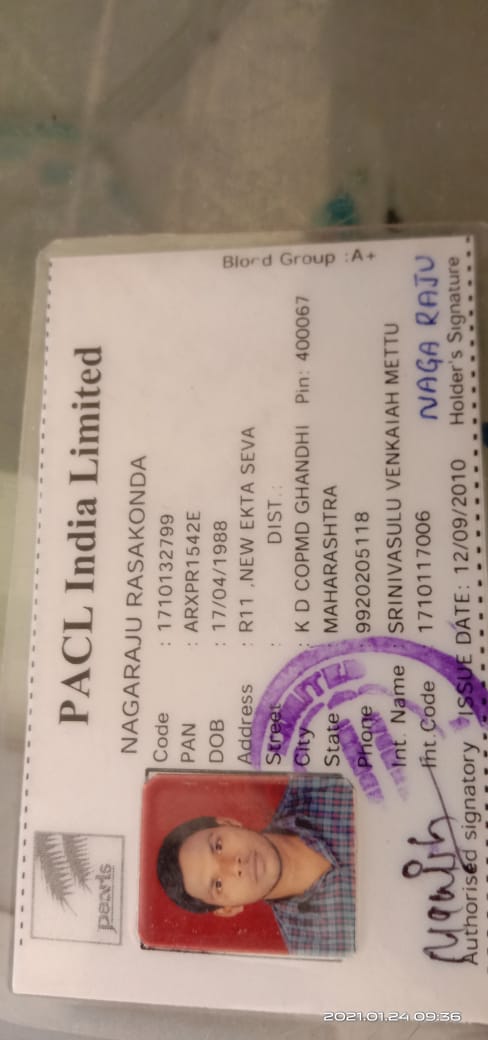 pearls
PACL India Limited
NAGARAJU RASAKONDA
Blood Group :A+
Code : 1710132799
PAN : ARXPR1542E
DOB : 17/04/1988
Address : R11 ,NEW EKTA SEVA
Street : DIST.:
City : K D COPMD GHANDHI Pin: 400067
State : MAHARASHTRA
Phone : 9920205118
Int. Name : SRINIVASULU VENKAIAH METTU
Int.Code : 1710117006
NAGA RAJU
Authorised signatory ISSUE DATE: 12/09/2010 Holder's Signature
2021.01.24 09:36